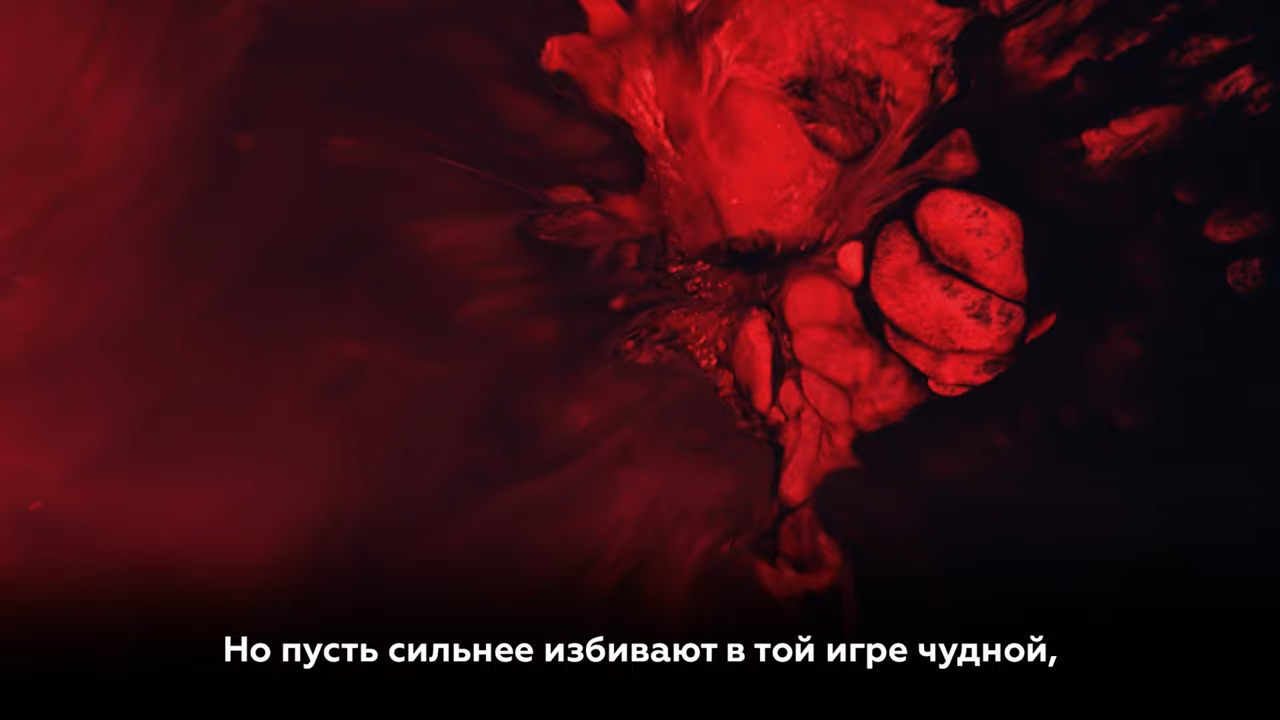 Но пусть сильнее избивают в той игре чудной,